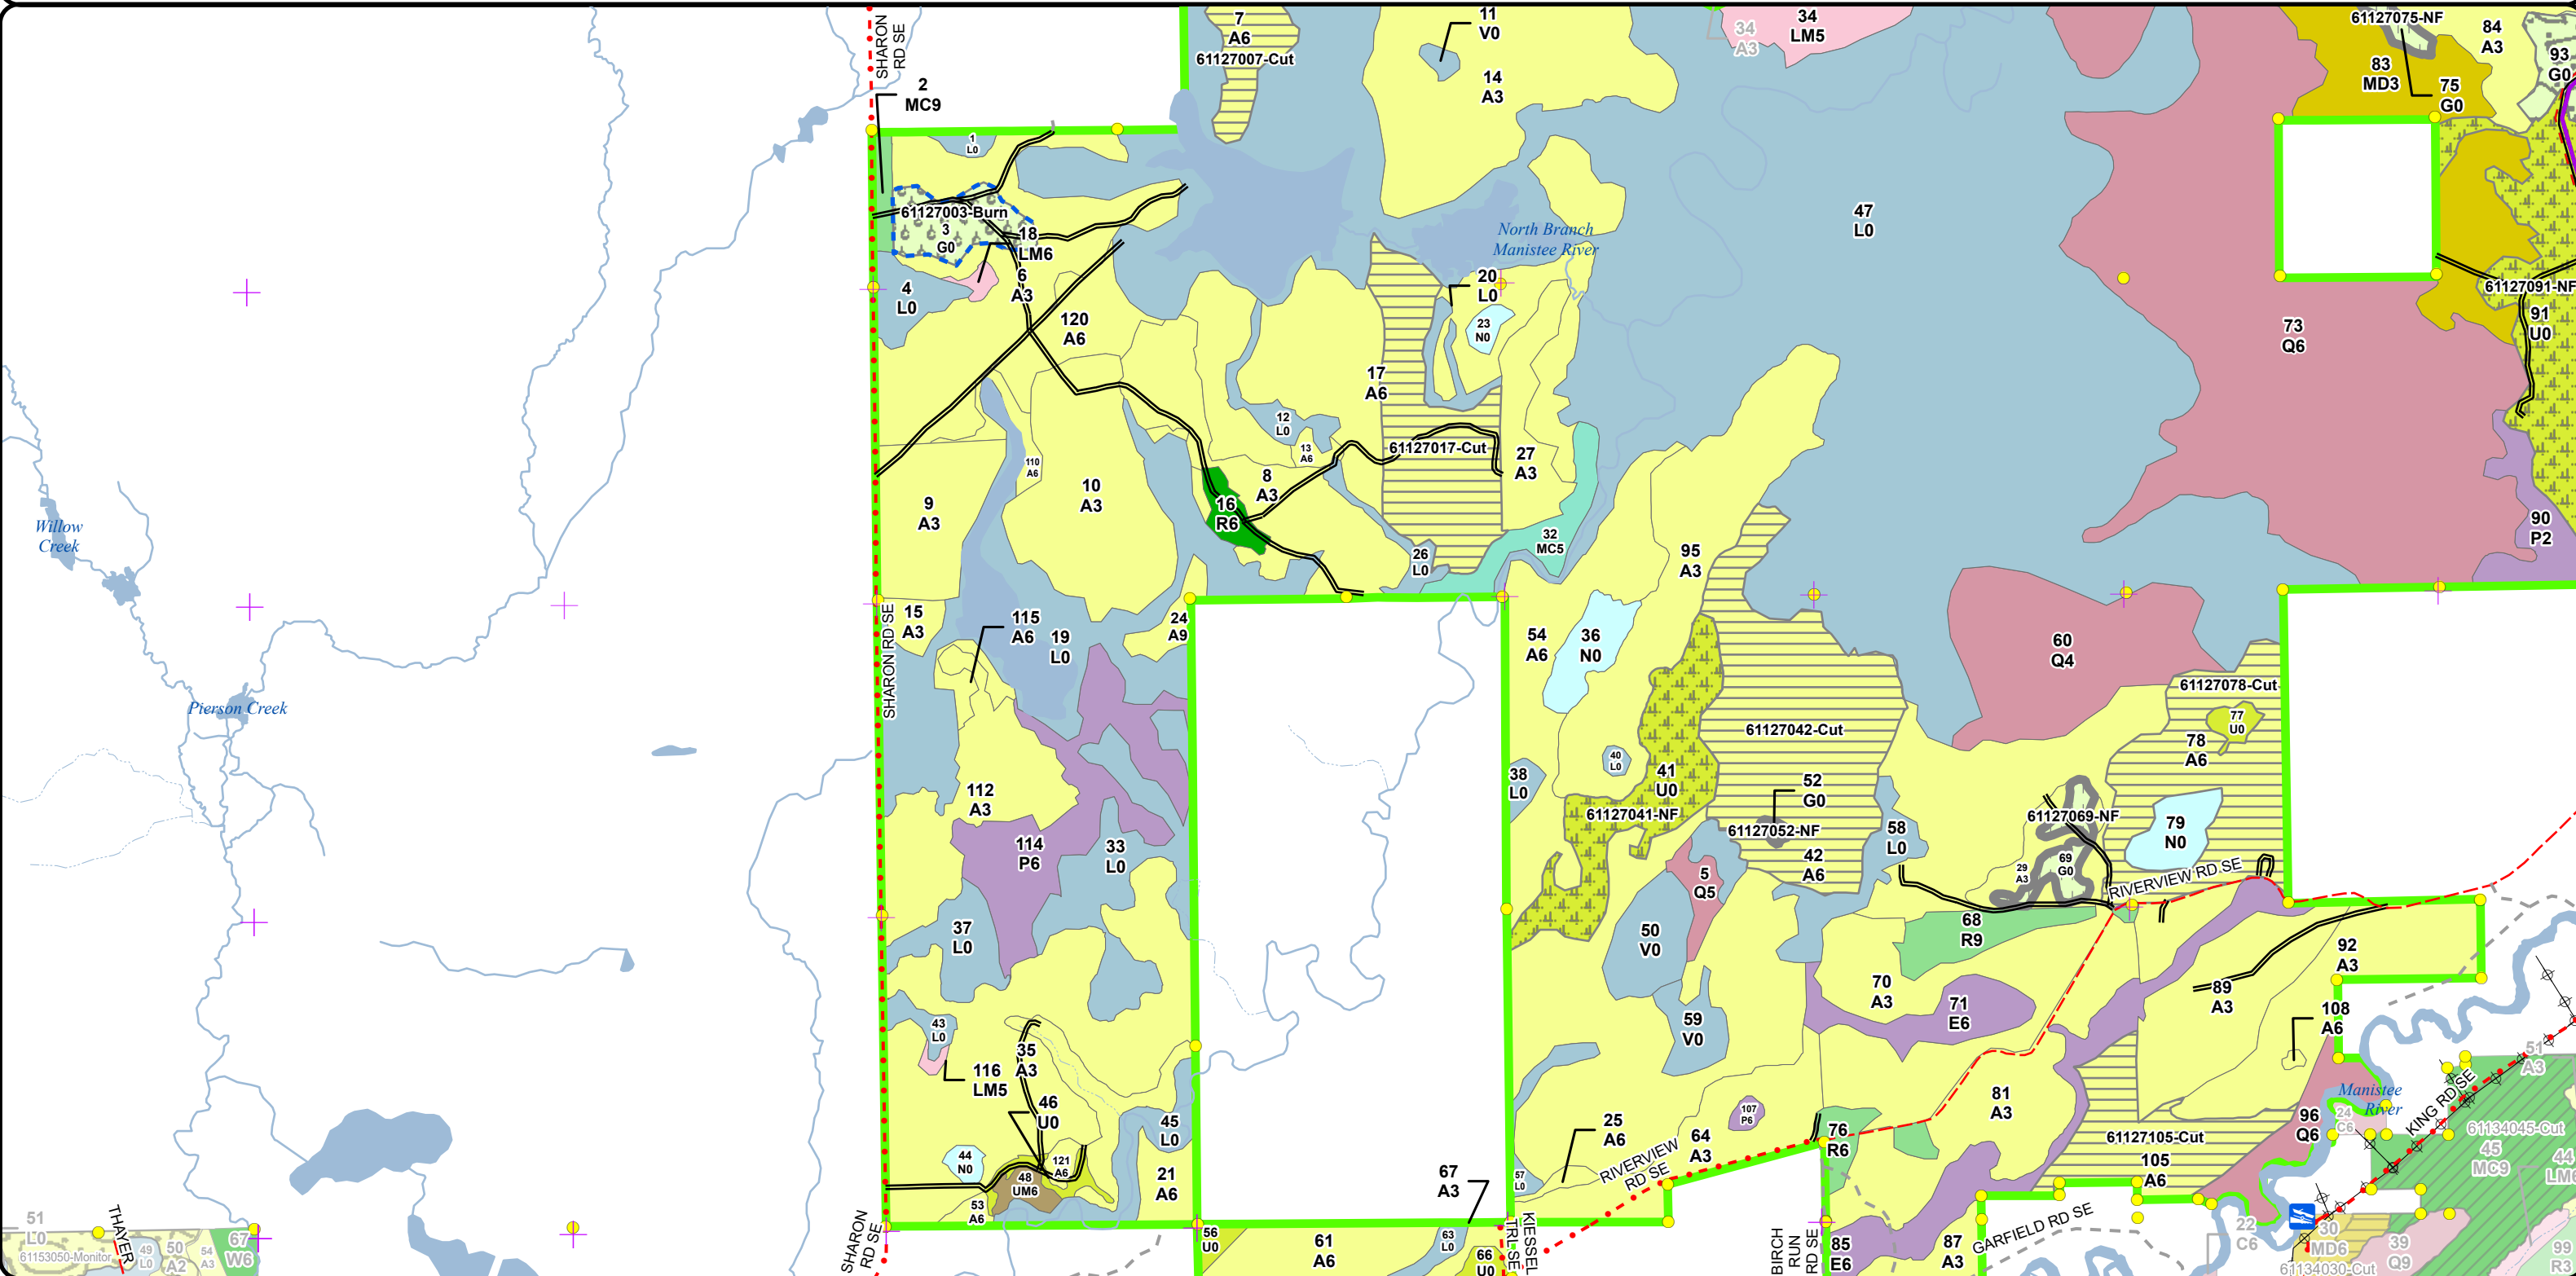 SHARON
RD SE
2
MC9
7
A6
61127007-Cut
11
V0
14
A3
34
A3
34
LM5
61127075-NF
84
A3
83
MD3
75
G0
93
G0
1
L0
61127003-Burn
3
G0
18
LM6
6
A3
4
L0
120
A6
North Branch
Manistee River
20
L0
23
N0
47
L0
17
A6
73
Q6
61127091-NF
91
U0
12
L0
13
A6
61127017-Cut
27
A3
110
A6
10
A3
9
A3
8
A3
16
R6
26
L0
32
MC5
95
A3
90
P2
Willow
Creek
Pierson Creek
15
A3
SHARON RD SE
115
A6
19
L0
24
A9
54
A6
36
N0
60
Q4
61127078-Cut
77
U0
78
A6
61127042-Cut
40
L0
41
U0
61127041-NF
38
L0
52
G0
61127052-NF
42
A6
58
L0
61127069-NF
29
A3
69
G0
79
N0
RIVERVIEW RD SE
112
A3
114
P6
33
L0
5
Q5
37
L0
50
V0
68
R9
92
A3
70
A3
71
E6
89
A3
108
A6
59
V0
43
L0
116
LM5
35
A3
46
U0
45
L0
44
N0
121
A6
48
UM6
53
A6
21
A6
25
A6
64
A3
107
P6
RIVERVIEW
RD SE
76
R6
81
A3
61127105-Cut
105
A6
96
Q6
Manistee
River
24
C6
KING RD SE
51
A3
61134045-Cut
45
MC9
44
LM6
67
A3
57
L0
51
L0
61153050-Monitor
THAYER
49
L0
50
A2
54
A3
67
W6
SHARON
RD SE
56
U0
61
A6
63
L0
66
U0
KIESSEL
TRL SE
BIRCH
RUN
RD SE
85
E6
87
A3
GARFIELD RD SE
22
C6
30
MD6
61134030-Cut
39
Q9
99
R3